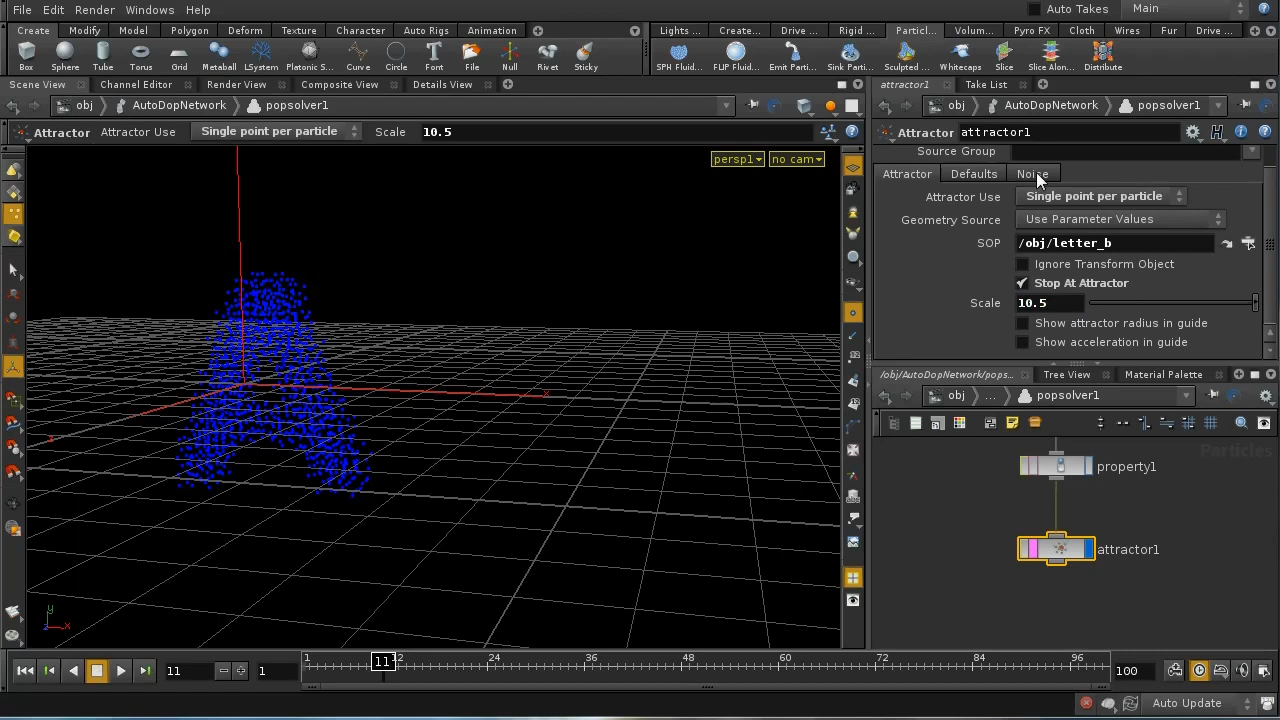 File Edit Render Windows Help Auto Takes Main
Create Modify Model Polygon Deform Texture Character Auto Rigs Animation Lights ... Create... Drive ... Rigid ... Particl... Volum... Pyro FX Cloth Wires Fur Drive ...
Box Sphere Tube Torus Grid Metaball LSystem Platonic S... Curve Circle Font File Null Rivet Sticky SPH Fluid... FLIP Fluid... Emit Parti... Sink Parti... Sculpted ... Whitecaps Slice Slice Alon... Distribute
Scene View Channel Editor Render View Composite View Details View attractor1 Take List
obj AutoDopNetwork popsolver1 obj AutoDopNetwork popsolver1
Attractor Attractor Use Single point per particle Scale 10.5 Attractor attractor1
persp1 no cam
Source Group
Attractor Defaults Noise
Attractor Use Single point per particle
Geometry Source Use Parameter Values
SOP /obj/letter_b
Ignore Transform Object
Stop At Attractor
Scale 10.5
Show attractor radius in guide
Show acceleration in guide
/obj/AutoDopNetwork/pops... Tree View Material Palette
obj ... popsolver1
Particles
property1
attractor1
x
z
y
z x
1 12 24 36 48 60 72 84 96
11
11 1 100
Auto Update